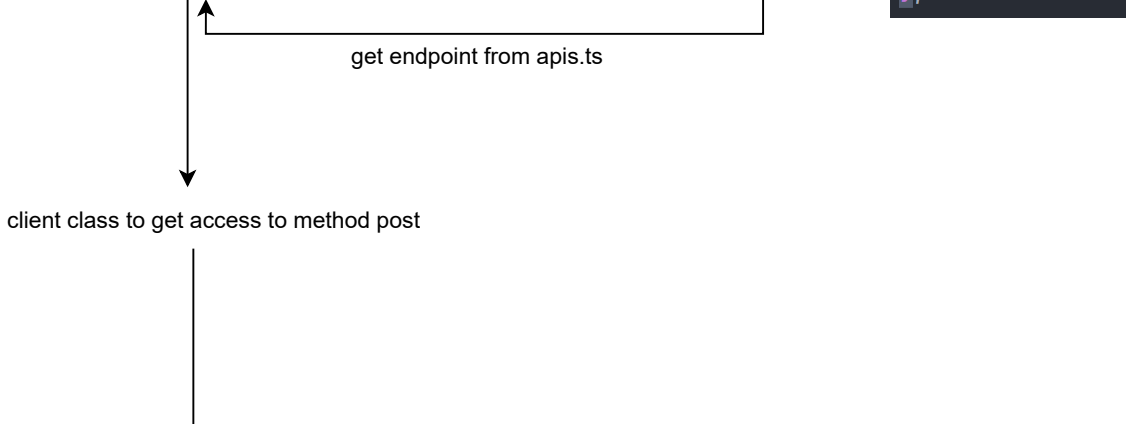 get endpoint from apis.ts
client class to get access to method post